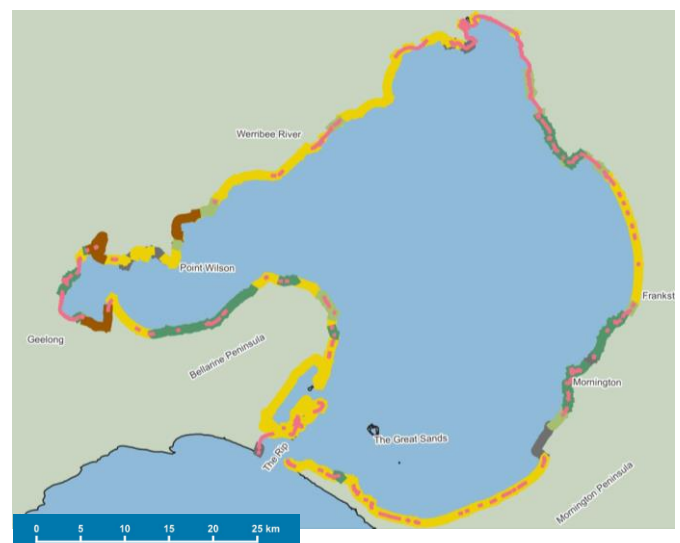 Werribee River
Point Wilson
Geelong
Bellarine Peninsula
Frankst
Mornington
The Great Sands
The Rip
Mornington Peninsula
0 5 10 15 20 25 km